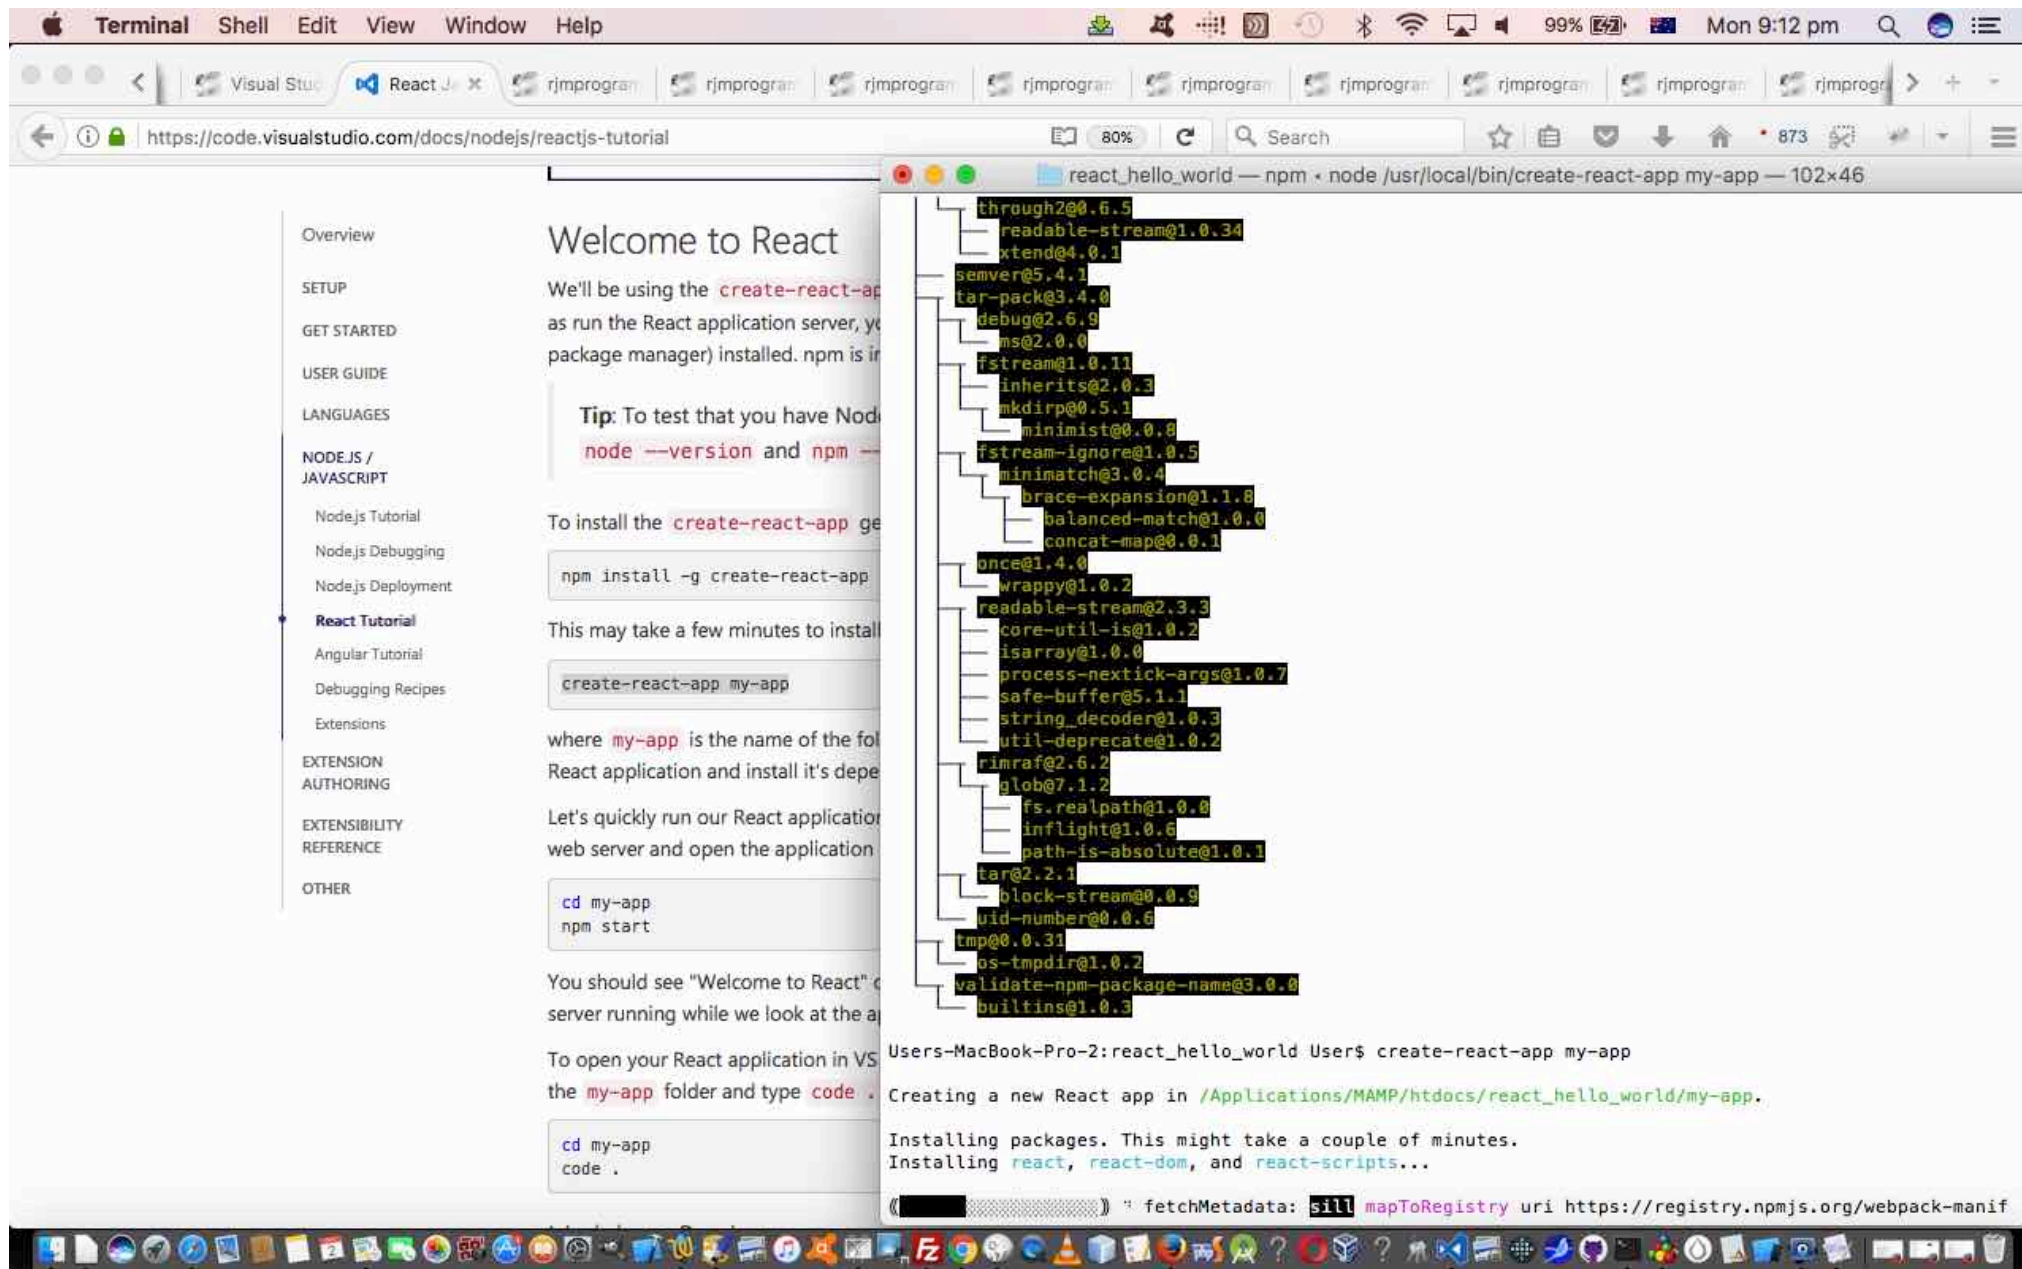 Terminal Shell Edit View Window Help 99% Mon 9:12 pm
Visual Stu React J rjmprogram rjmprogram rjmprogram rjmprogram rjmprogram rjmprogram rjmprogram rjmprogram rjmprogr
https://code.visualstudio.com/docs/nodejs/reactjs-tutorial 80% Search 873
Overview
SETUP
GET STARTED
USER GUIDE
LANGUAGES
NODE.JS /
JAVASCRIPT
Node.js Tutorial
Node.js Debugging
Node.js Deployment
React Tutorial
Angular Tutorial
Debugging Recipes
Extensions
EXTENSION
AUTHORING
EXTENSIBILITY
REFERENCE
OTHER
Welcome to React
We'll be using the create-react-ap
as run the React application server, yo
package manager) installed. npm is in
Tip: To test that you have Node
node --version and npm --
To install the create-react-app ge
npm install -g create-react-app
This may take a few minutes to install
create-react-app my-app
where my-app is the name of the fol
React application and install it's depe
Let's quickly run our React application
web server and open the application
cd my-app
npm start
You should see "Welcome to React" o
server running while we look at the ap
To open your React application in VS
the my-app folder and type code .
cd my-app
code .
react_hello_world — npm • node /usr/local/bin/create-react-app my-app — 102×46
through2@0.6.5
readable-stream@1.0.34
xtend@4.0.1
semver@5.4.1
tar-pack@3.4.0
debug@2.6.9
ms@2.0.0
fstream@1.0.11
inherits@2.0.3
mkdirp@0.5.1
minimist@0.0.8
fstream-ignore@1.0.5
minimatch@3.0.4
brace-expansion@1.1.8
balanced-match@1.0.0
concat-map@0.0.1
once@1.4.0
wrappy@1.0.2
readable-stream@2.3.3
core-util-is@1.0.2
isarray@1.0.0
process-nextick-args@1.0.7
safe-buffer@5.1.1
string_decoder@1.0.3
util-deprecate@1.0.2
rimraf@2.6.2
glob@7.1.2
fs.realpath@1.0.0
inflight@1.0.6
path-is-absolute@1.0.1
tar@2.2.1
block-stream@0.0.9
uid-number@0.0.6
tmp@0.0.31
os-tmpdir@1.0.2
validate-npm-package-name@3.0.0
builtins@1.0.3
Users-MacBook-Pro-2:react_hello_world User$ create-react-app my-app
Creating a new React app in /Applications/MAMP/htdocs/react_hello_world/my-app.
Installing packages. This might take a couple of minutes.
Installing react, react-dom, and react-scripts...
fetchMetadata: sill mapToRegistry uri https://registry.npmjs.org/webpack-manif